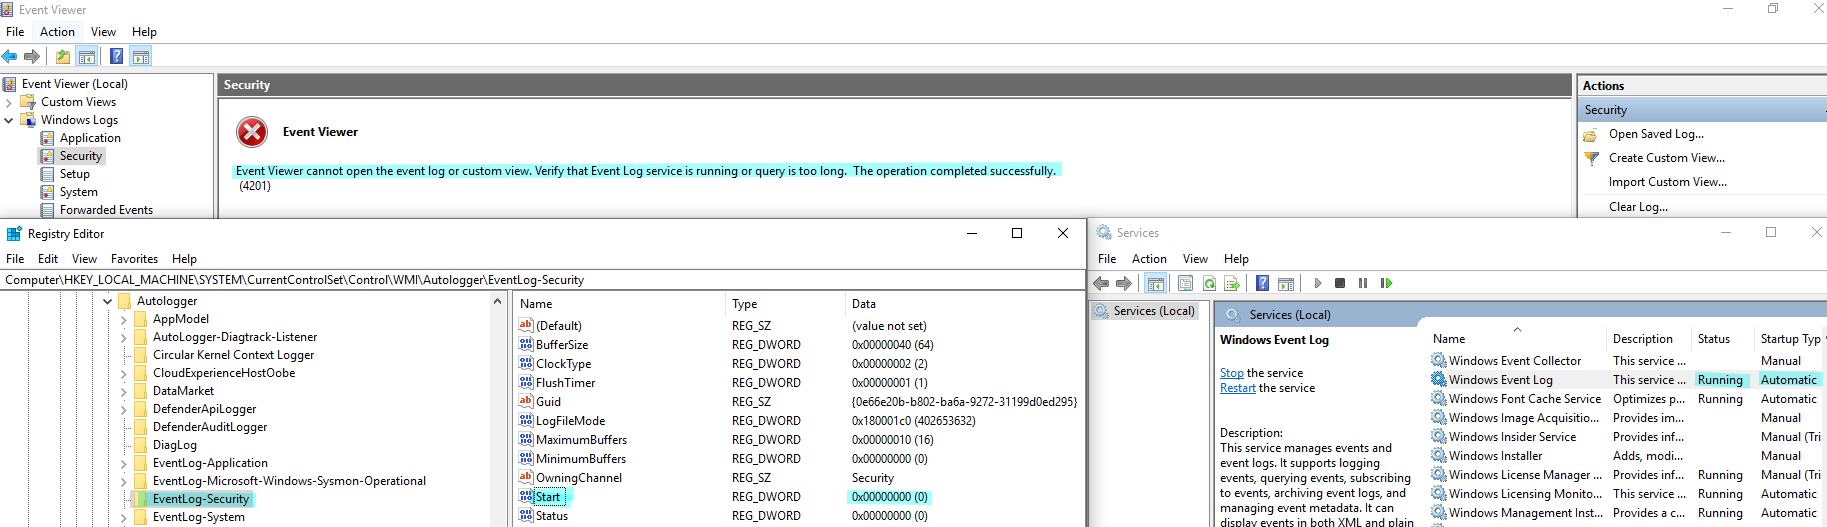 Event Viewer
File Action View Help
Event Viewer (Local)
Custom Views
Windows Logs
Application
Security
Setup
System
Forwarded Events
Security
Event Viewer
Event Viewer cannot open the event log or custom view. Verify that Event Log service is running or query is too long. The operation completed successfully.
(4201)
Actions
Security
Open Saved Log...
Create Custom View...
Import Custom View...
Clear Log...
Registry Editor
File Edit View Favorites Help
Computer\HKEY_LOCAL_MACHINE\SYSTEM\CurrentControlSet\Control\WMI\Autologger\EventLog-Security
Autologger
AppModel
AutoLogger-Diagtrack-Listener
Circular Kernel Context Logger
CloudExperienceHostOobe
DataMarket
DefenderApiLogger
DefenderAuditLogger
DiagLog
EventLog-Application
EventLog-Microsoft-Windows-Sysmon-Operational
EventLog-Security
EventLog-System
Name Type Data
(Default) REG_SZ (value not set)
BufferSize REG_DWORD 0x00000040 (64)
ClockType REG_DWORD 0x00000002 (2)
FlushTimer REG_DWORD 0x00000001 (1)
Guid REG_SZ {0e66e20b-b802-ba6a-9272-31199d0ed295}
LogFileMode REG_DWORD 0x180001c0 (402653632)
MaximumBuffers REG_DWORD 0x00000010 (16)
MinimumBuffers REG_DWORD 0x00000000 (0)
OwningChannel REG_SZ Security
Start REG_DWORD 0x00000000 (0)
Status REG_DWORD 0x00000000 (0)
Services
File Action View Help
Services (Local)
Services (Local)
Windows Event Log
Stop the service
Restart the service
Description:
This service manages events and
event logs. It supports logging
events, querying events, subscribing
to events, archiving event logs, and
managing event metadata. It can
display events in both XML and plain
Name Description Status Startup Typ
Windows Event Collector This service ... Manual
Windows Event Log This service ... Running Automatic
Windows Font Cache Service Optimizes p... Running Automatic
Windows Image Acquisitio... Provides im... Manual
Windows Insider Service Provides inf... Manual (Tri
Windows Installer Adds, modi... Manual
Windows License Manager ... Provides inf... Running Manual (Tri
Windows Licensing Monito... This service ... Running Automatic
Windows Management Inst... Provides a c... Running Automatic